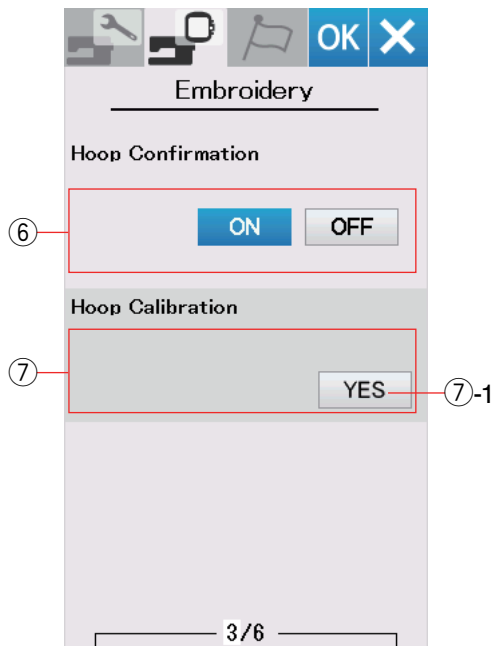 OK
Embroidery
Hoop Confirmation
⑥ ON OFF
Hoop Calibration
⑦ YES ⑦-1
3/6